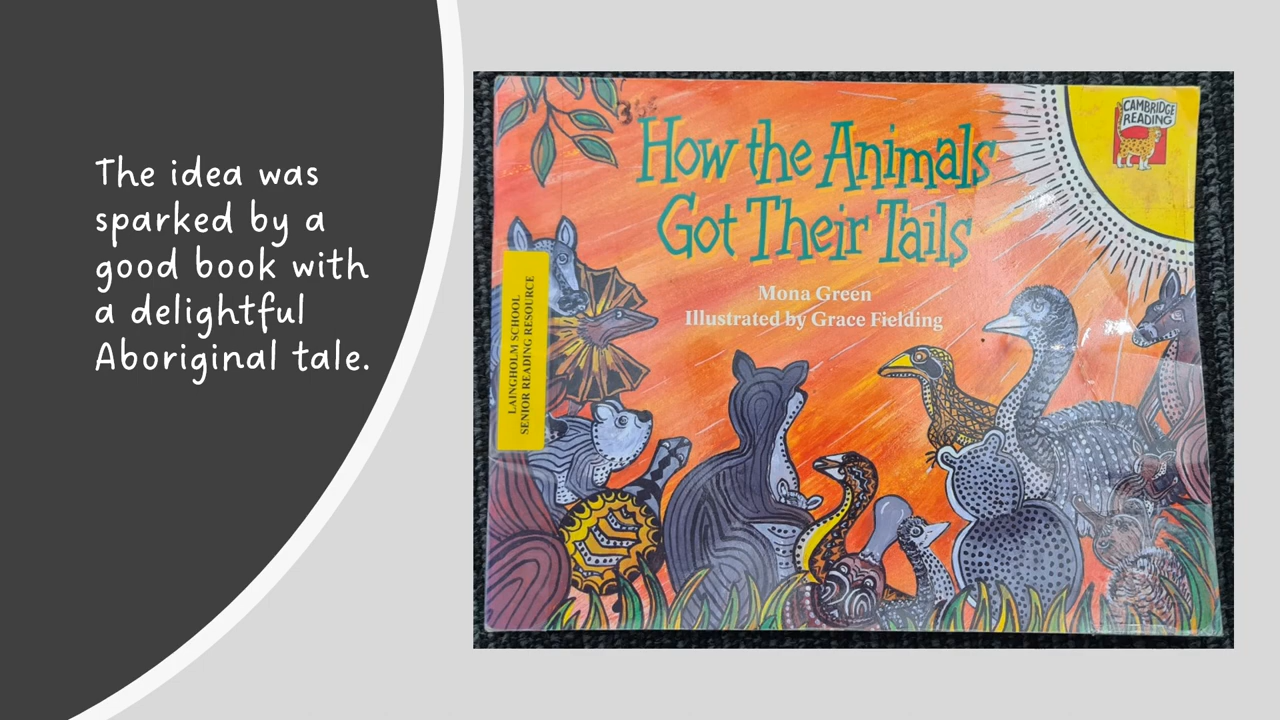 The idea was
sparked by a
good book with
a delightful
Aboriginal tale.
How the Animals
Got Their Tails
Mona Green
Illustrated by Grace Fielding
CAMBRIDGE
READING
LAINGHOLM SCHOOL
SENIOR READING RESOURCE